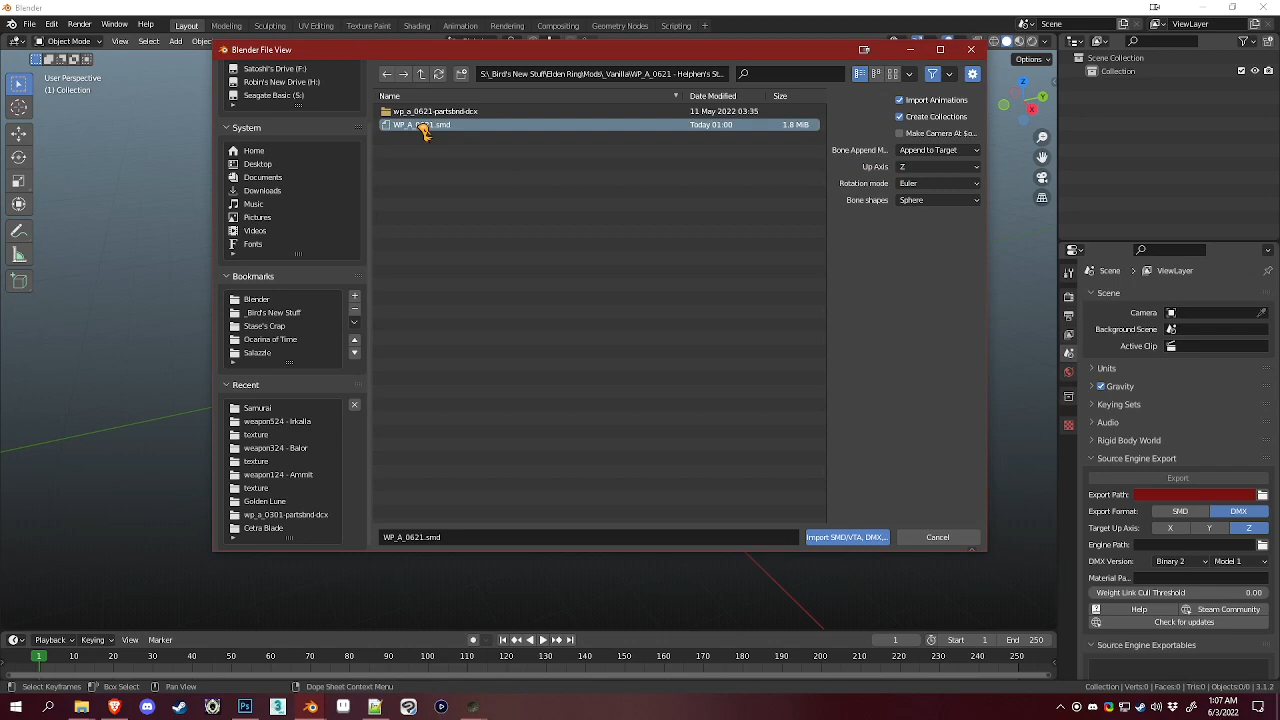 Blender
File Edit Render Window Help
Layout Modeling Sculpting UV Editing Texture Paint Shading Animation Rendering Compositing Geometry Nodes Scripting +
Scene ViewLayer
Object Mode View Select Add
Options
User Perspective
(1) Collection
Z
Y
X
Blender File View
Satoshi's Drive (F:)
Robin's New Drive (H:)
Seagate Basic (S:)
System
Home
Desktop
Documents
Downloads
Music
Pictures
Videos
Fonts
Bookmarks
Blender
_Bird's New Stuff
Stase's Crap
Ocarina of Time
Salazzle
Recent
Samurai
weapon524 - Irkalla
texture
weapon324 - Balor
texture
weapon124 - Ammit
texture
Golden Lune
wp_a_0301-partsbnd-dcx
Cetra Blade
S:\_Bird's New Stuff\Elden Ring\Mods\_Vanilla\WP_A_0621 - Helphen's St...
Name Date Modified Size
wp_a_0621-partsbnd-dcx 11 May 2022 03:35
Today 01:00 1.8 MiB
Import Animations
Create Collections
Make Camera At $o...
Bone Append M... Append to Target
Up Axis Z
Rotation mode Euler
Bone shapes Sphere
WP_A_0621.smd
Import SMD/VTA, DMX,... Cancel
Scene Collection
Collection
Scene ViewLayer
Scene
Camera
Background Scene
Active Clip
Units
Gravity
Keying Sets
Audio
Rigid Body World
Source Engine Export
Export
Export Path:
Export Format: SMD DMX
Target Up Axis: X Y Z
Engine Path:
DMX Version: Binary 2 Model 1
Material Pa...
Weight Link Cull Threshold 0.00
Help Steam Community
Check for updates
Source Engine Exportables
Playback Keying View Marker
1 Start 1 End 250
1 10 20 30 40 50 60 70 80 90 100 110 120 130 140 150 160 170 180 190 200 210 220 230 240 250
Select Keyframes Box Select Pan View Dope Sheet Context Menu
Collection | Verts:0 | Faces:0 | Tris:0 | Objects:0/0 | 3.1.2
1:07 AM
6/3/2022